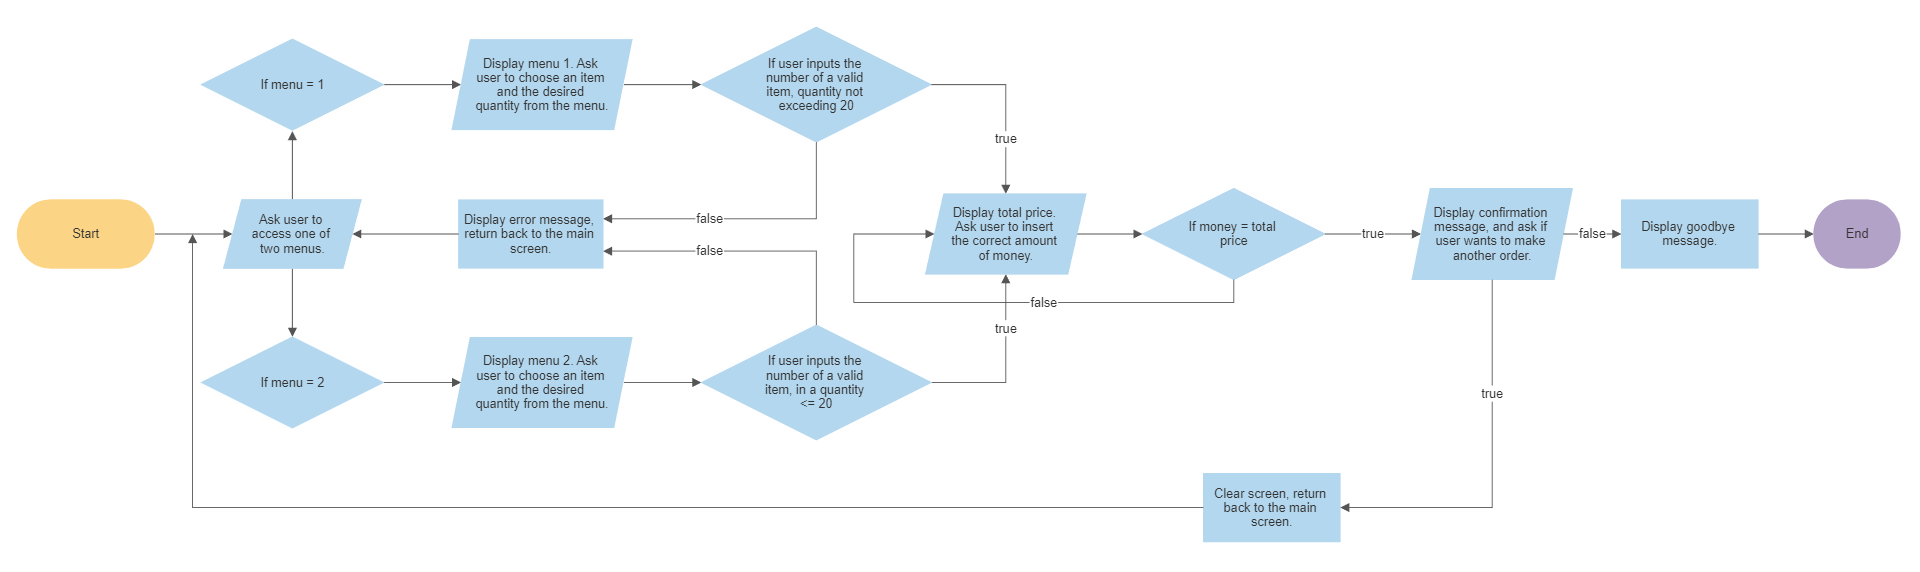 Start
Ask user to
access one of
two menus.
If menu = 1
Display menu 1. Ask
user to choose an item
and the desired
quantity from the menu.
If user inputs the
number of a valid
item, quantity not
exceeding 20
true
false
Display error message,
return back to the main
screen.
false
If menu = 2
Display menu 2. Ask
user to choose an item
and the desired
quantity from the menu.
If user inputs the
number of a valid
item, in a quantity
<= 20
true
Display total price.
Ask user to insert
the correct amount
of money.
If money = total
price
false
true
Display confirmation
message, and ask if
user wants to make
another order.
false
Display goodbye
message.
End
true
Clear screen, return
back to the main
screen.